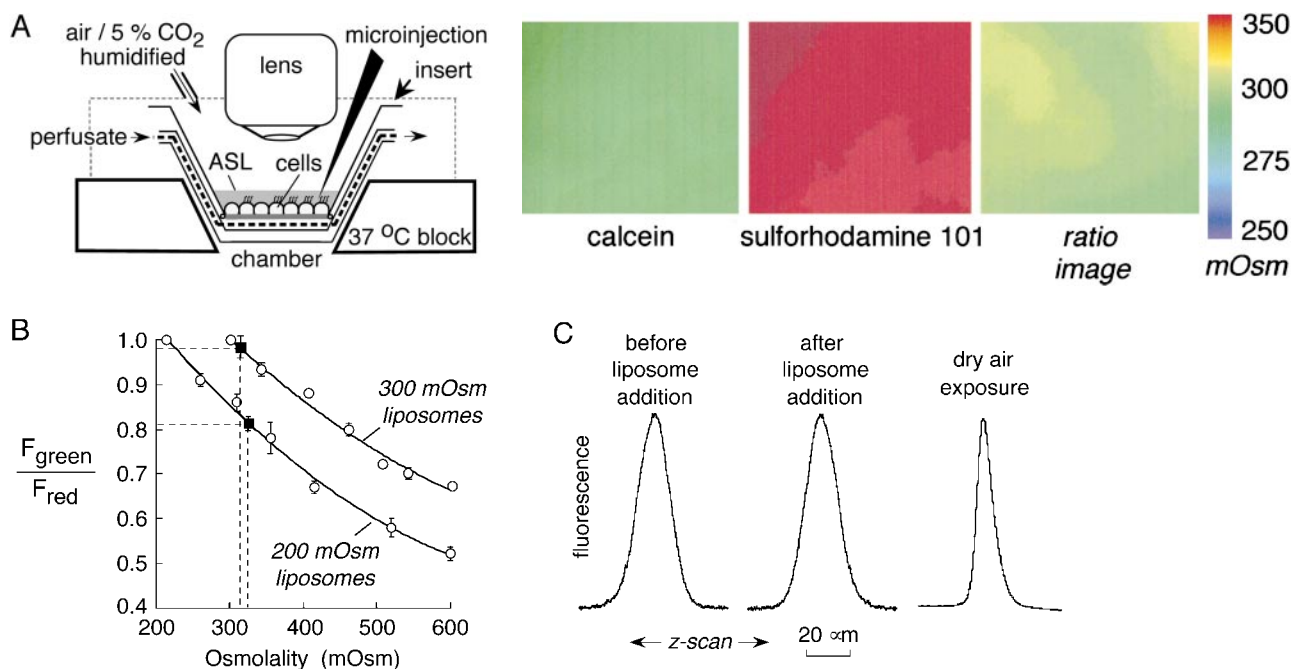 A
air / 5 % CO2
humidified
lens
microinjection
insert
perfusate
ASL
cells
37 ºC block
chamber
calcein
sulforhodamine 101
ratio
image
350
300
275
250
mOsm
B
1.0
0.9
0.8
0.7
0.6
0.5
0.4
Fgreen
Fred
300 mOsm
liposomes
200 mOsm
liposomes
200
300
400
500
600
Osmolality (mOsm)
C
before
liposome
addition
after
liposome
addition
dry air
exposure
fluorescence
z-scan
20 ∝m